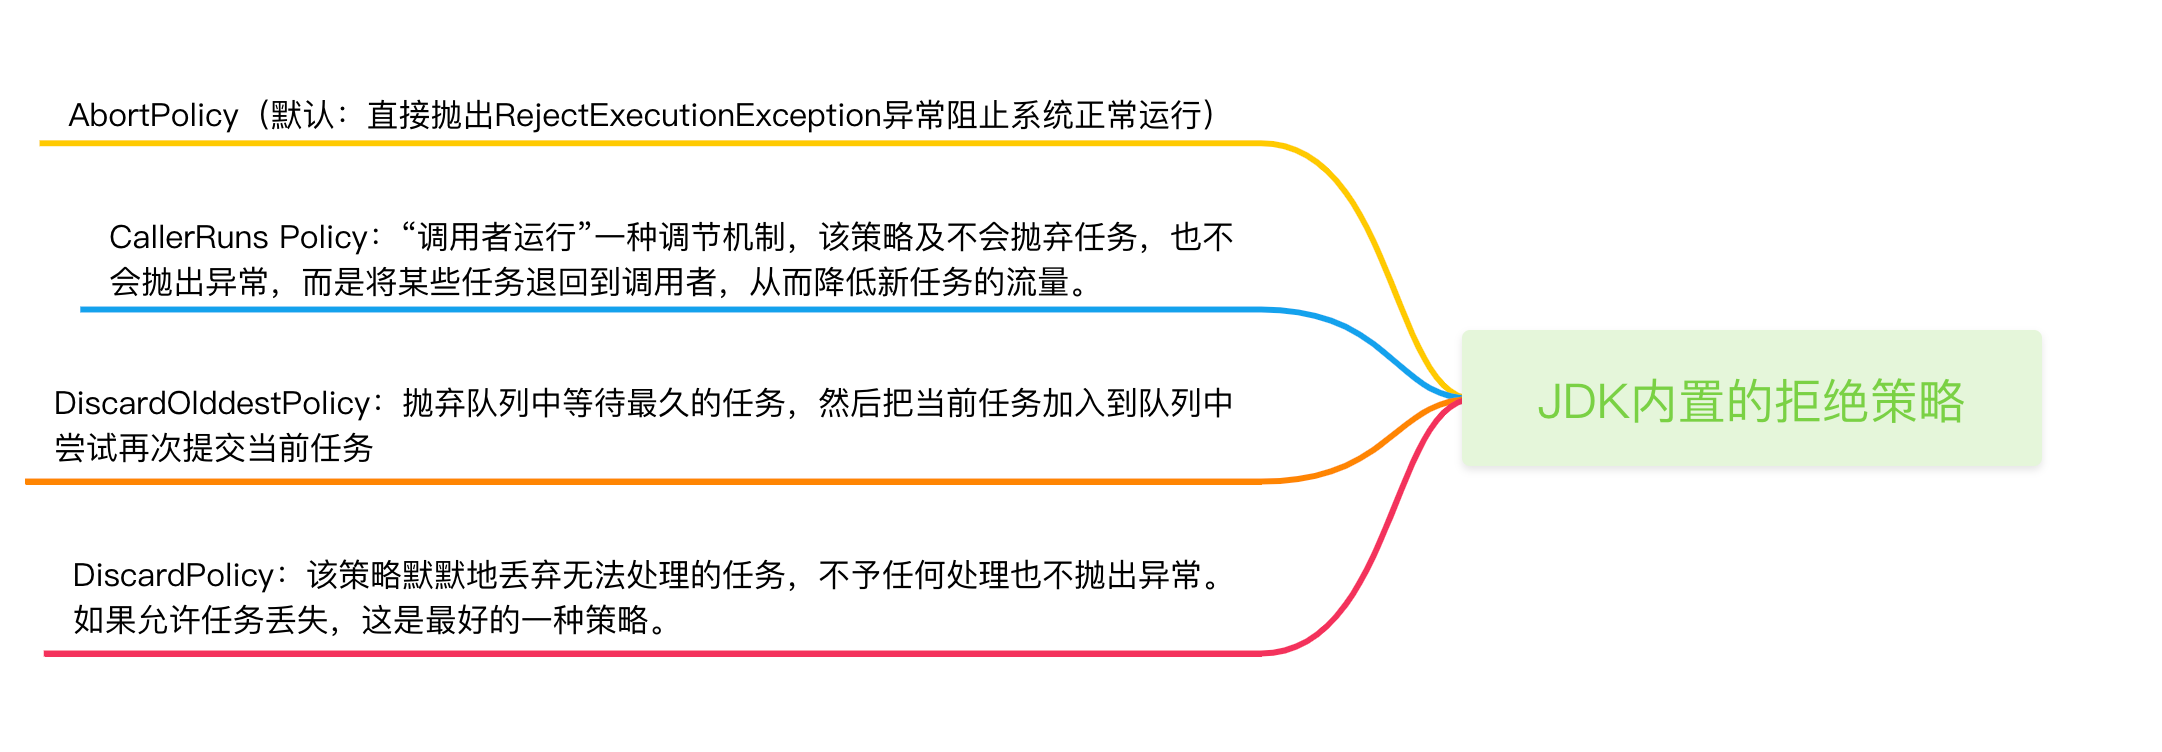 AbortPolicy（默认：直接抛出RejectExecutionException异常阻止系统正常运行）
CallerRuns Policy：“调用者运行”一种调节机制，该策略及不会抛弃任务，也不
会抛出异常，而是将某些任务退回到调用者，从而降低新任务的流量。
DiscardOlddestPolicy：抛弃队列中等待最久的任务，然后把当前任务加入到队列中
尝试再次提交当前任务
DiscardPolicy：该策略默默地丢弃无法处理的任务，不予任何处理也不抛出异常。
如果允许任务丢失，这是最好的一种策略。
JDK内置的拒绝策略